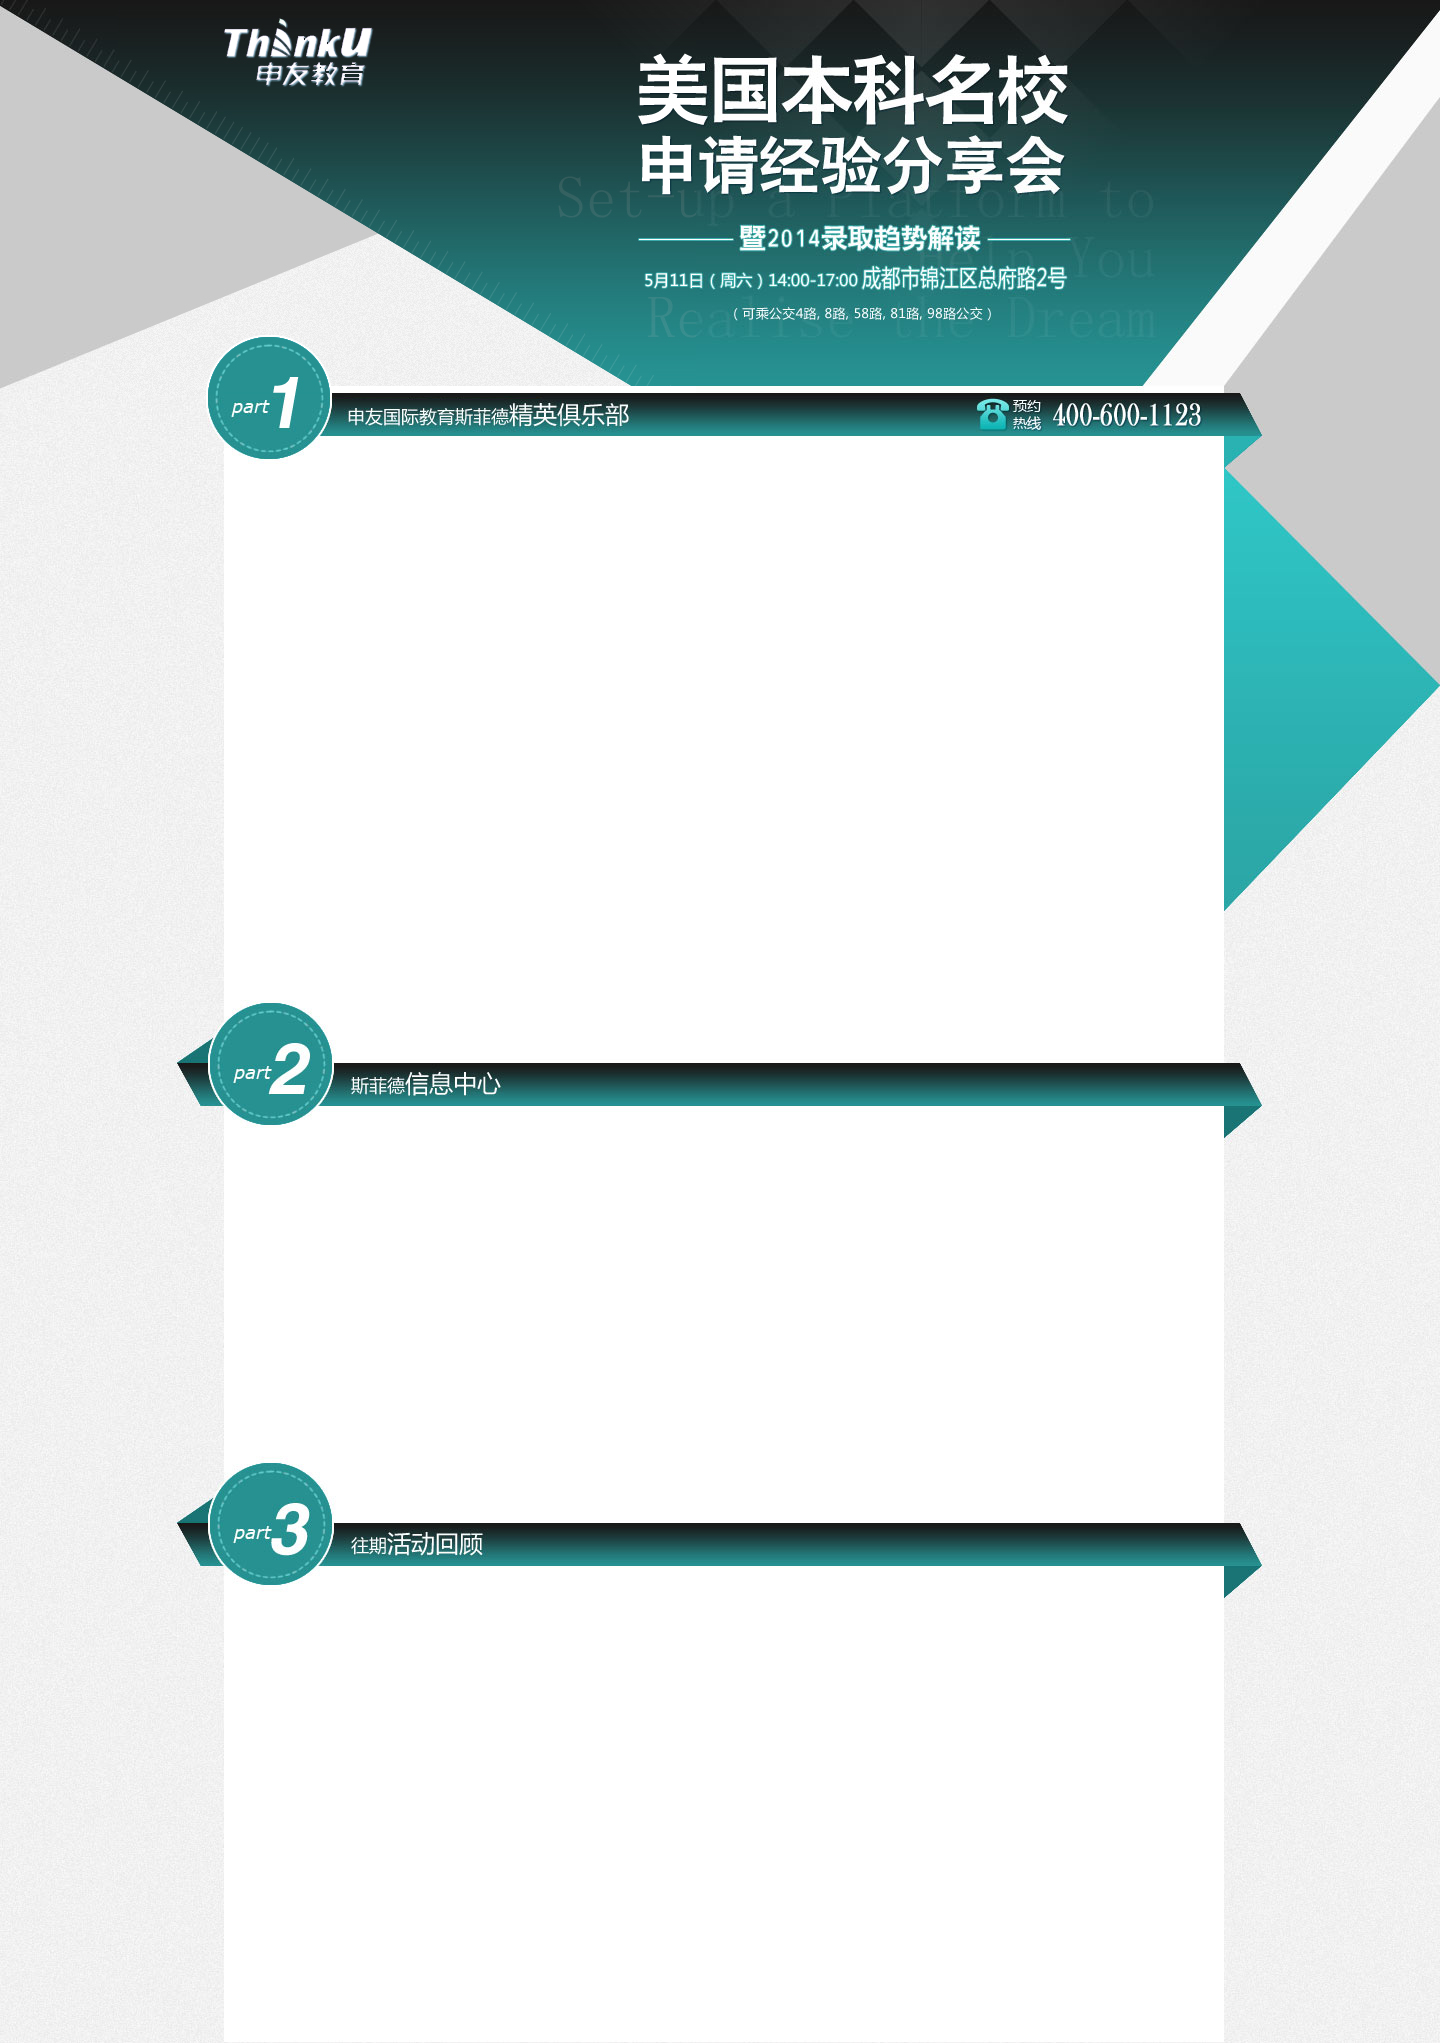 ThinkU
申友教育
美国本科名校
申请经验分享会
Set-up a Platform to
Help You
Realise the Dream
暨2014录取趋势解读
5月11日（周六）14:00-17:00 成都市锦江区总府路2号
（可乘公交4路, 8路, 58路, 81路, 98路公交）
part 1
申友国际教育斯菲德精英俱乐部
预约
热线
400-600-1123
part 2
斯菲德信息中心
part 3
往期活动回顾